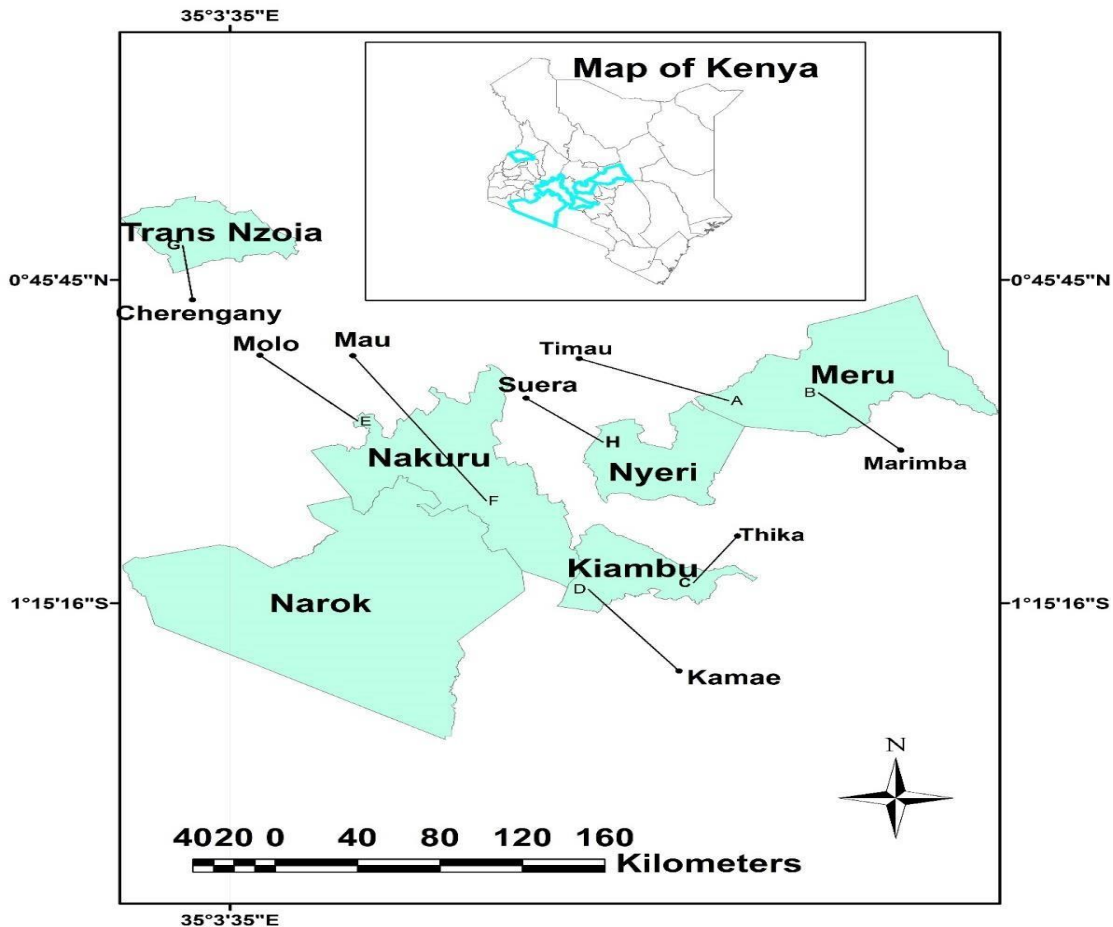 35°3'35"E
Map of Kenya
Trans Nzoia
G
0°45'45"N
0°45'45"N
Cherengany
Molo
Mau
Timau
Suera
Meru
A
B
E
H
Marimba
Nakuru
Nyeri
F
Thika
Kiambu
C
D
Narok
1°15'16"S
1°15'16"S
Kamae
N
4020 0 40 80 120 160
Kilometers
35°3'35"E